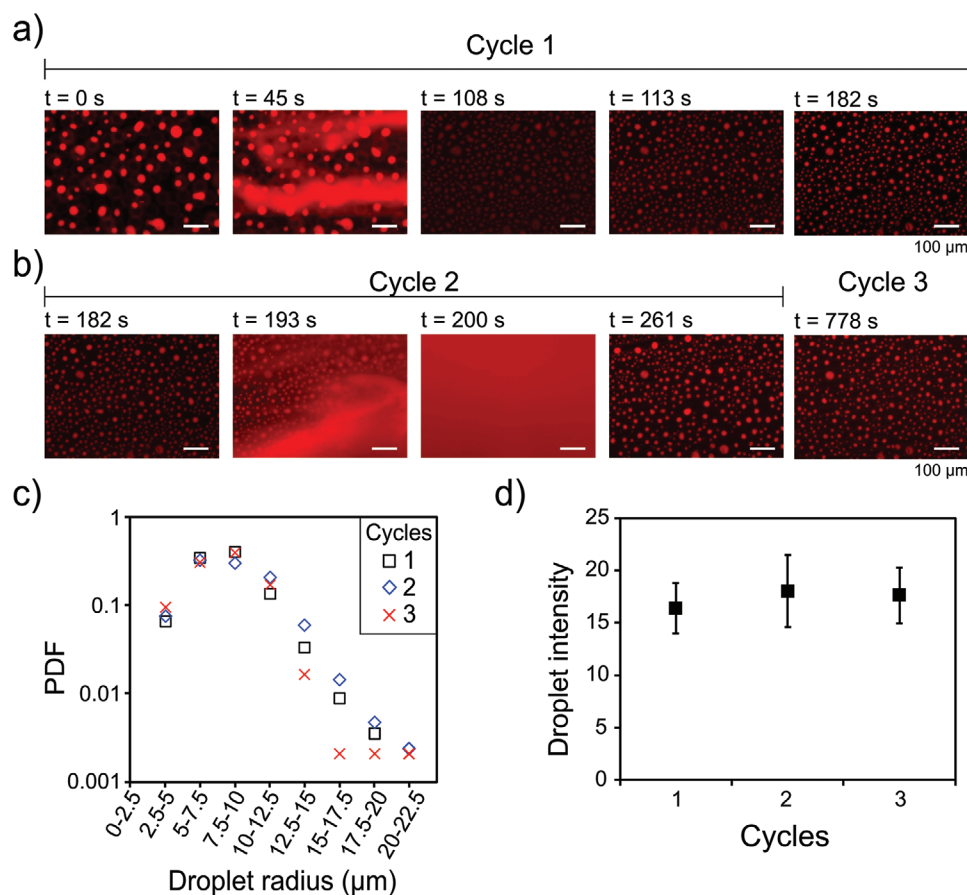 a)
Cycle 1
t = 0 s
t = 45 s
t = 108 s
t = 113 s
t = 182 s
100 µm
b)
Cycle 2
Cycle 3
t = 182 s
t = 193 s
t = 200 s
t = 261 s
t = 778 s
100 µm
c)
1
0.1
0.01
0.001
PDF
Cycles
1
2
3
0-2.5
2.5-5
5-7.5
7.5-10
10-12.5
12.5-15
15-17.5
17.5-20
20-22.5
Droplet radius (µm)
d)
25
20
15
10
5
0
Droplet intensity
1
2
3
Cycles